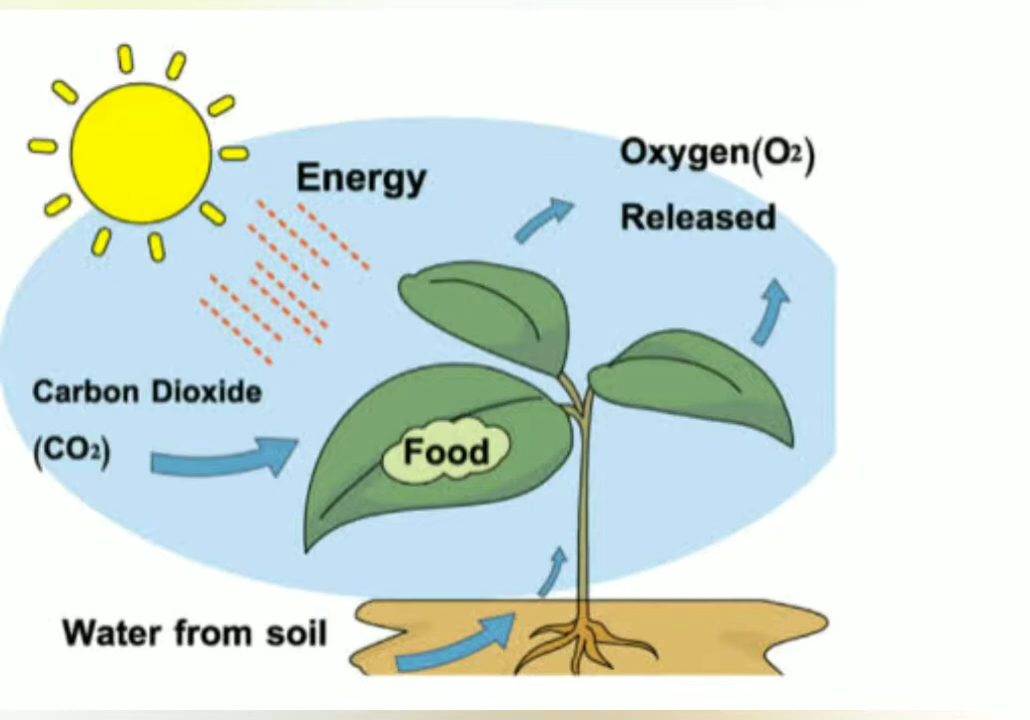 Energy
Oxygen(O₂)
Released
Carbon Dioxide
(CO₂)
Food
Water from soil